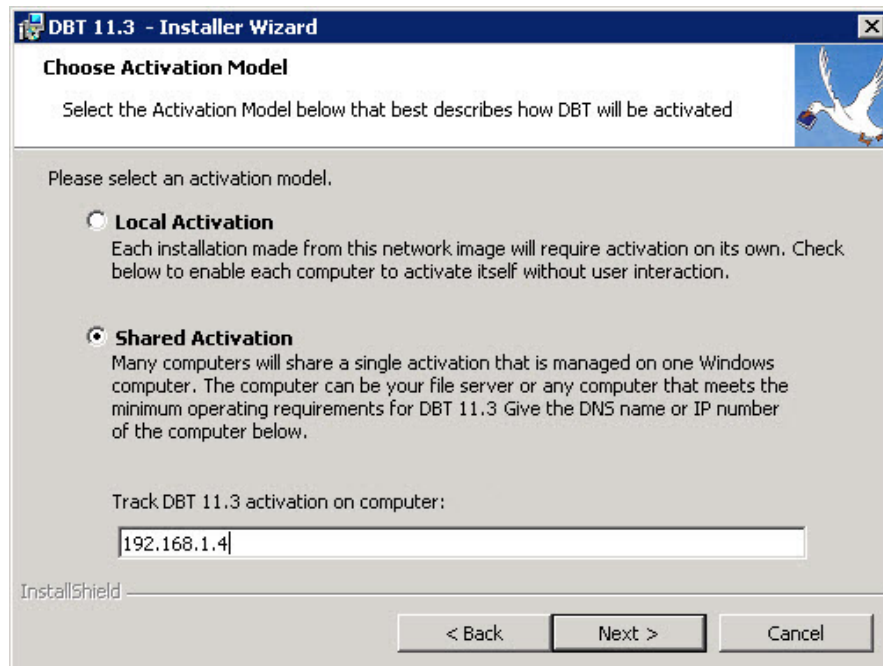 DBT 11.3 - Installer Wizard
Choose Activation Model
Select the Activation Model below that best describes how DBT will be activated
Please select an activation model.
Local Activation
Each installation made from this network image will require activation on its own. Check
below to enable each computer to activate itself without user interaction.
Shared Activation
Many computers will share a single activation that is managed on one Windows
computer. The computer can be your file server or any computer that meets the
minimum operating requirements for DBT 11.3 Give the DNS name or IP number
of the computer below.
Track DBT 11.3 activation on computer:
192.168.1.4
InstallShield
< Back
Next >
Cancel